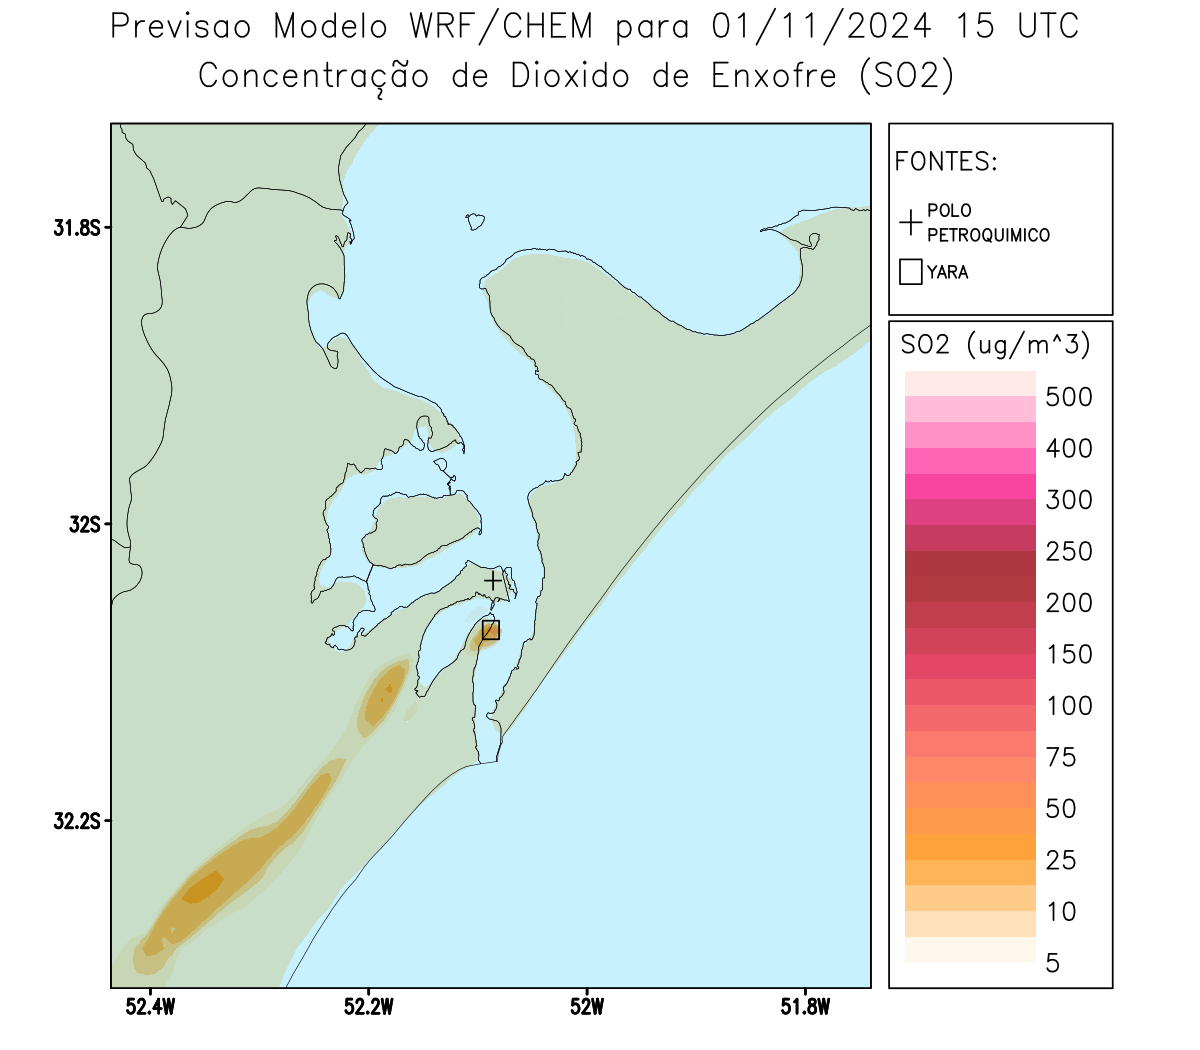 Previsao Modelo WRF/CHEM para 01/11/2024 15 UTC
Concentração de Dioxido de Enxofre (SO2)
FONTES:
POLO
PETROQUIMICO
YARA
31.8S
32S
32.2S
52.4W
52.2W
52W
51.8W
SO2 (ug/m^3)
500
400
300
250
200
150
100
75
50
25
10
5